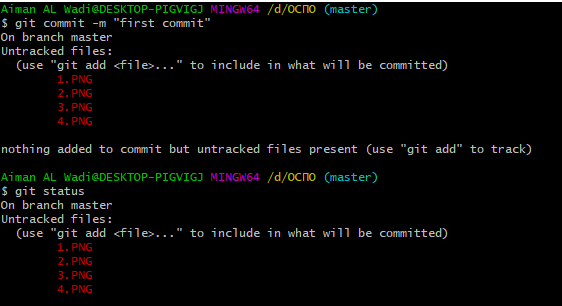 Aiman AL Wadi@DESKTOP-PIGVIGJ MINGW64 /d/ОСПО (master)
$ git commit -m "first commit"
On branch master
Untracked files:
  (use "git add <file>..." to include in what will be committed)
        1.PNG
        2.PNG
        3.PNG
        4.PNG

nothing added to commit but untracked files present (use "git add" to track)

Aiman AL Wadi@DESKTOP-PIGVIGJ MINGW64 /d/ОСПО (master)
$ git status
On branch master
Untracked files:
  (use "git add <file>..." to include in what will be committed)
        1.PNG
        2.PNG
        3.PNG
        4.PNG